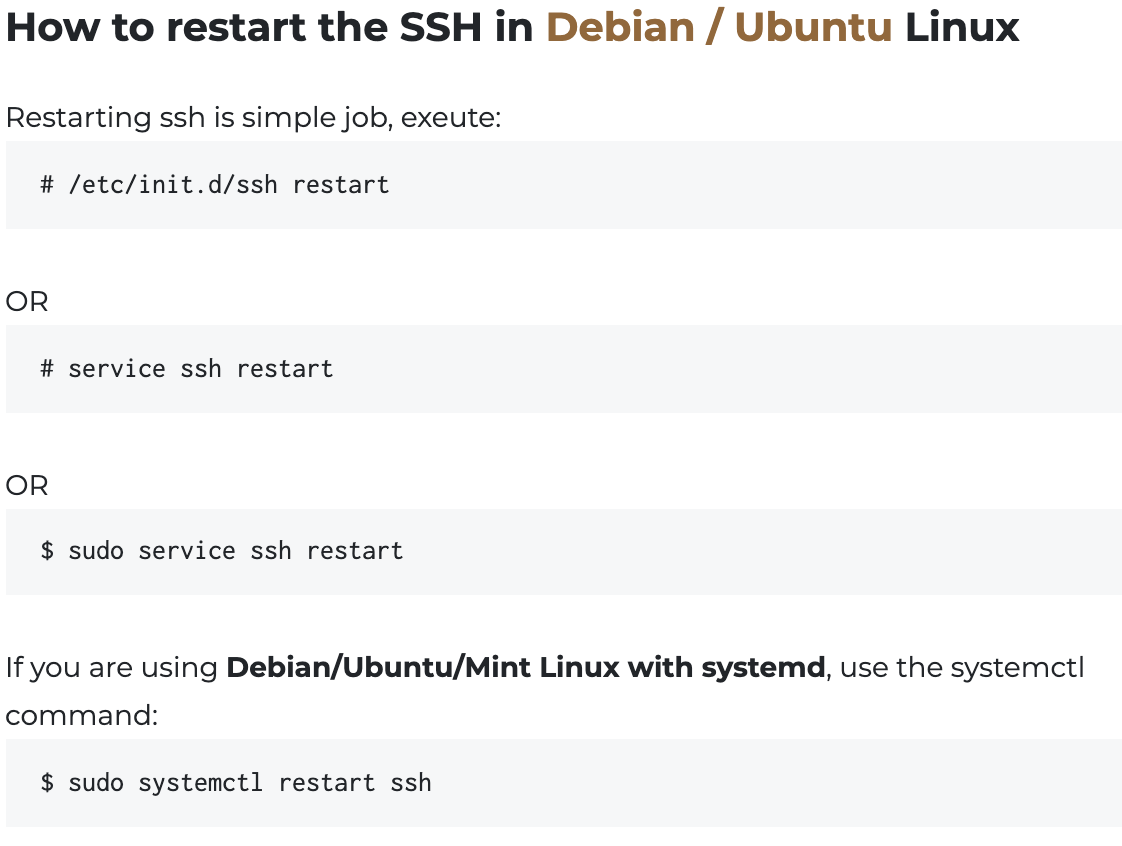 How to restart the SSH in Debian / Ubuntu Linux
Restarting ssh is simple job, exeute:
# /etc/init.d/ssh restart
OR
# service ssh restart
OR
$ sudo service ssh restart
If you are using Debian/Ubuntu/Mint Linux with systemd, use the systemctl
command:
$ sudo systemctl restart ssh